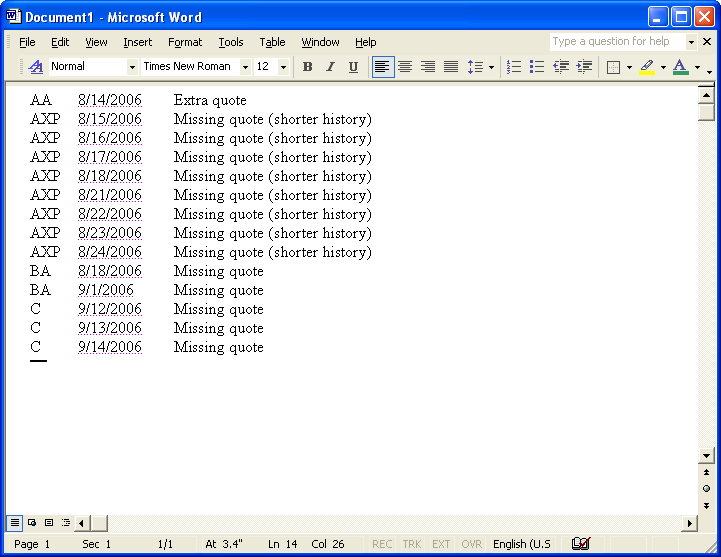 Document1 - Microsoft Word
File Edit View Insert Format Tools Table Window Help Type a question for help
Normal Times New Roman 12 B I U
AA 8/14/2006 Extra quote
AXP 8/15/2006 Missing quote (shorter history)
AXP 8/16/2006 Missing quote (shorter history)
AXP 8/17/2006 Missing quote (shorter history)
AXP 8/18/2006 Missing quote (shorter history)
AXP 8/21/2006 Missing quote (shorter history)
AXP 8/22/2006 Missing quote (shorter history)
AXP 8/23/2006 Missing quote (shorter history)
AXP 8/24/2006 Missing quote (shorter history)
BA 8/18/2006 Missing quote
BA 9/1/2006 Missing quote
C 9/12/2006 Missing quote
C 9/13/2006 Missing quote
C 9/14/2006 Missing quote
Page 1 Sec 1 1/1 At 3.4" Ln 14 Col 26 REC TRK EXT OVR English (U.S